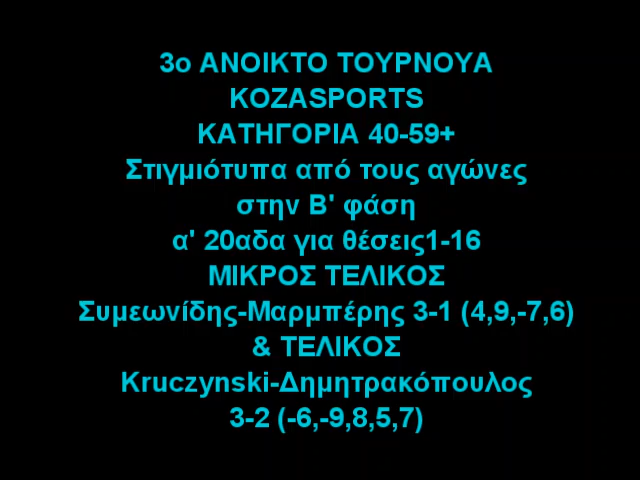 3ο ΑΝΟΙΚΤΟ ΤΟΥΡΝΟΥΑ
KOZASPORTS
ΚΑΤΗΓΟΡΙΑ 40-59+
Στιγμιότυπα από τους αγώνες
στην Β' φάση
α' 20αδα για θέσεις1-16
ΜΙΚΡΟΣ ΤΕΛΙΚΟΣ
Συμεωνίδης-Μαρμπέρης 3-1 (4,9,-7,6)
& ΤΕΛΙΚΟΣ
Kruczynski-Δημητρακόπουλος
3-2 (-6,-9,8,5,7)